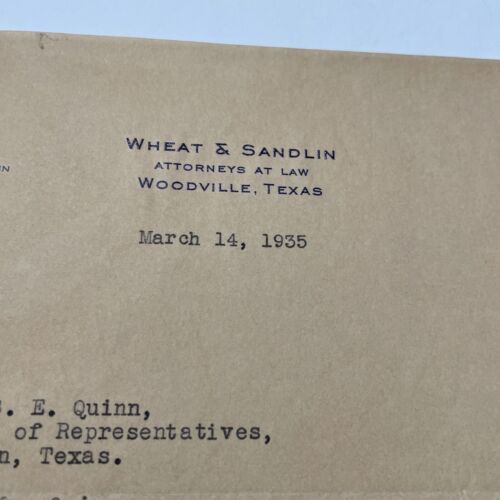 WHEAT & SANDLIN
ATTORNEYS AT LAW
WOODVILLE, TEXAS
March 14, 1935
. E. Quinn,
of Representatives,
n, Texas.